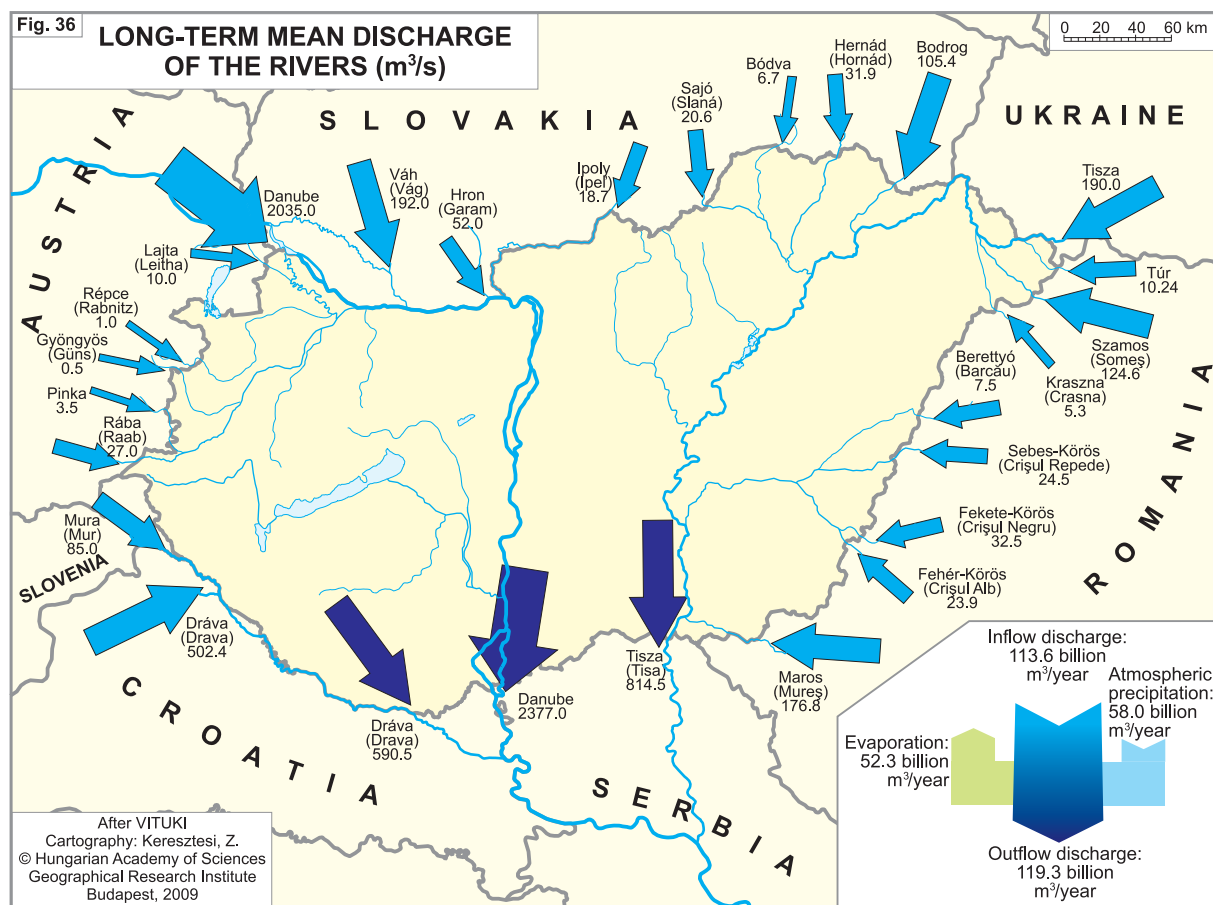 Fig. 36
LONG-TERM MEAN DISCHARGE
OF THE RIVERS (m³/s)
0 20 40 60 km
AUSTRIA
SLOVAKIA
UKRAINE
ROMANIA
SERBIA
CROATIA
SLOVENIA
Danube
2035.0
Váh
(Vág)
192.0
Hron
(Garam)
52.0
Ipoly
(Ipel)
18.7
Sajó
(Slaná)
20.6
Bódva
6.7
Hernád
(Hornád)
31.9
Bodrog
105.4
Tisza
190.0
Túr
10.24
Szamos
(Someş)
124.6
Kraszna
(Crasna)
5.3
Berettyó
(Barcău)
7.5
Sebes-Körös
(Crişul Repede)
24.5
Fekete-Körös
(Crişul Negru)
32.5
Fehér-Körös
(Crişul Alb)
23.9
Maros
(Mureş)
176.8
Tisza
(Tisa)
814.5
Danube
2377.0
Dráva
(Drava)
590.5
Dráva
(Drava)
502.4
Mura
(Mur)
85.0
Rába
(Raab)
27.0
Pinka
3.5
Gyöngyös
(Güns)
0.5
Répce
(Rabnitz)
1.0
Lajta
(Leitha)
10.0
Inflow discharge:
113.6 billion
m³/year
Atmospheric
precipitation:
58.0 billion
m³/year
Evaporation:
52.3 billion
m³/year
Outflow discharge:
119.3 billion
m³/year
After VITUKI
Cartography: Keresztesi, Z.
© Hungarian Academy of Sciences
Geographical Research Institute
Budapest, 2009